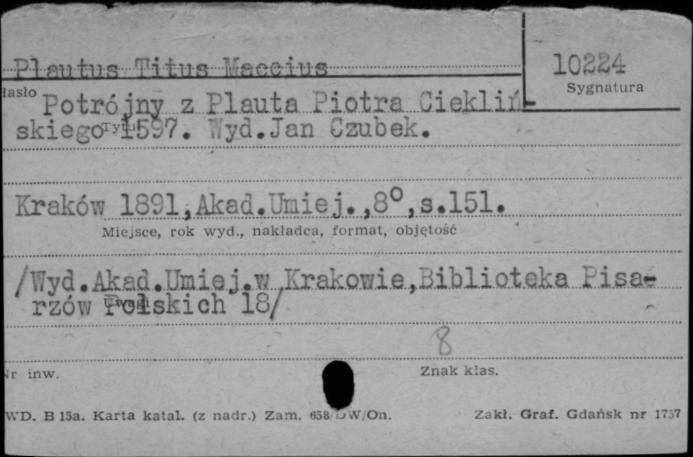 Plautus Titus Maccius
10224
Hasło
Sygnatura
Potrójny z Plauta Piotra Ciekliń-
skiego 1597. Wyd.Jan Czubek.
Kraków 1891,Akad.Umiej.,8°,s.151.
Miejsce, rok wyd., nakładca, format, objętość
/Wyd.Akad.Umiej.w Krakowie,Biblioteka Pisa-
rzów Polskich 18/
8
Nr inw.
Znak klas.
WD. B 15a. Karta katal. (z nadr.) Zam. 658 DW/On.
Zakł. Graf. Gdańsk nr 1757